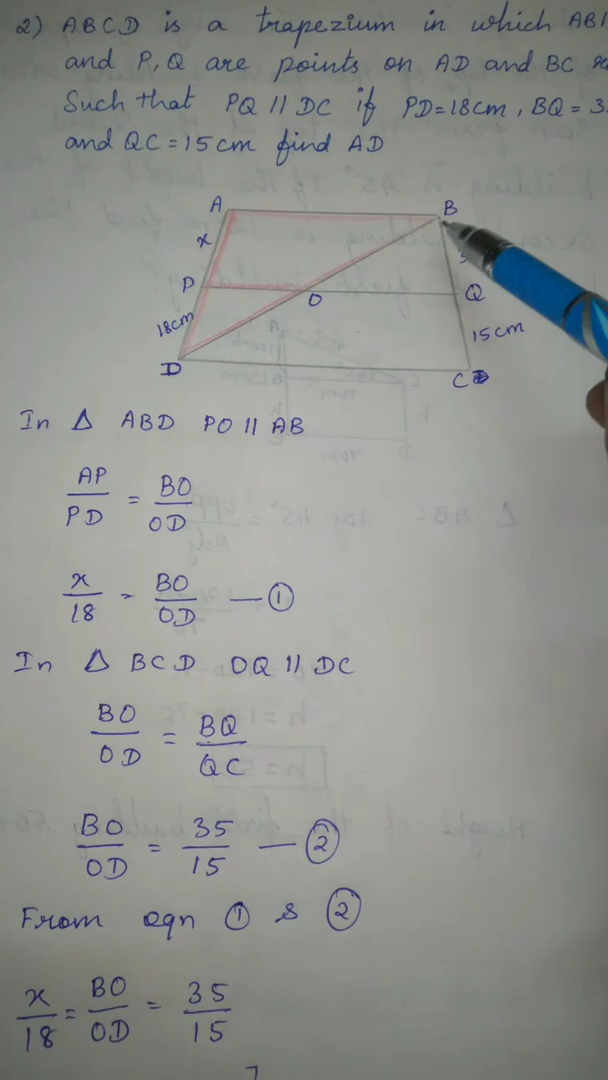 2) ABCD is a trapezium in which AB
and P, Q are points on AD and BC
Such that PQ || DC if PD=18cm, BQ = 3
and QC = 15 cm find AD
A B
x
P O Q
18cm 15cm
D C
In Δ ABD PO || AB
AP/PD = BO/OD
x/18 = BO/OD — ①
In Δ BCD OQ || DC
BO/OD = BQ/QC
BO/OD = 35/15 — ②
From eqn ① & ②
x/18 = BO/OD = 35/15